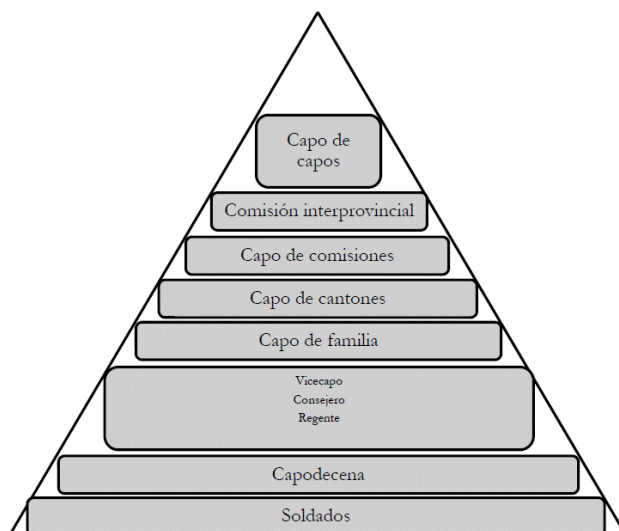 Capo de
capos
Comisión interprovincial
Capo de comisiones
Capo de cantones
Capo de familia
Vicecapo
Consejero
Regente
Capodecena
Soldados